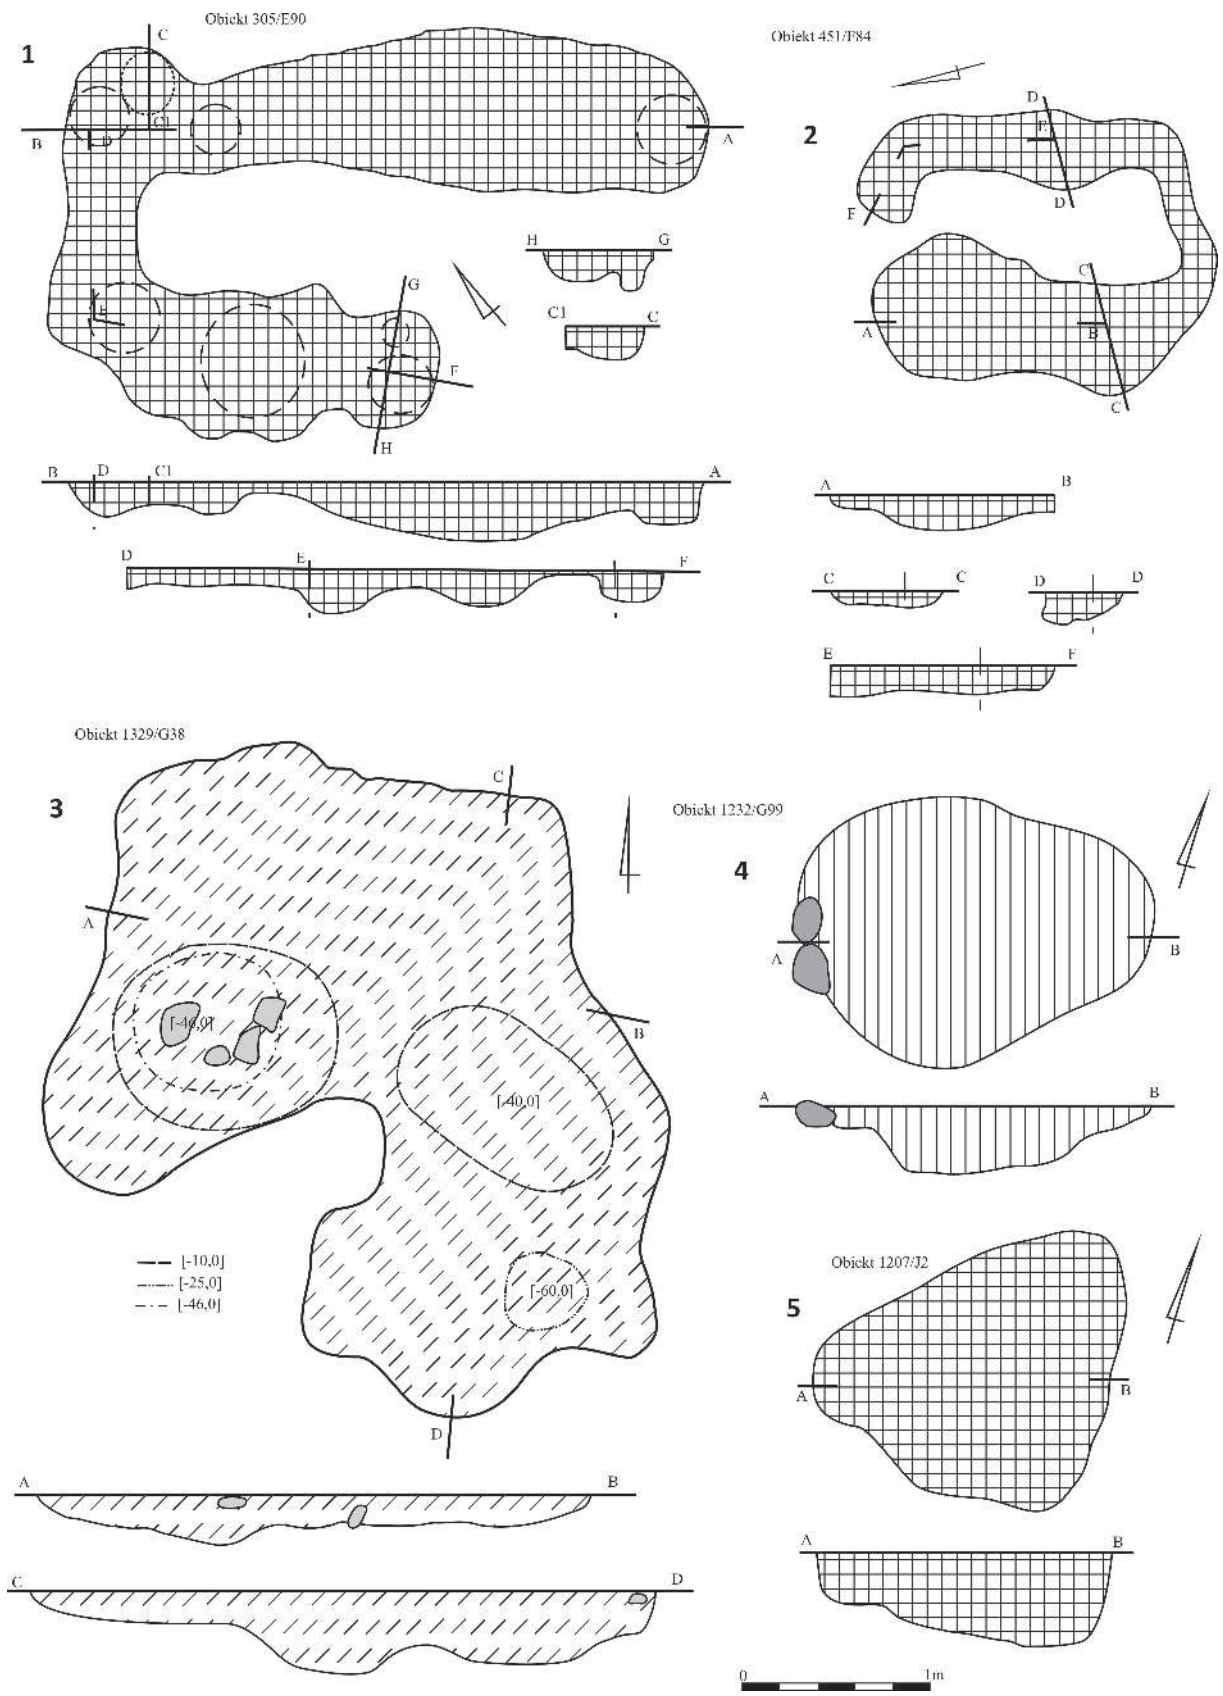 Obiekt 305/E90
1
C
B
D
C1
A
E
G
F
H
H G
C1 C
B D C1 A
D E F
Obiekt 451/F84
2
D
E
F
D
C
A
B
C
A B
C C
D D
E F
Obiekt 1329/G38
3
C
A
B
[-46,0]
[-40,0]
[-60,0]
D
[-10,0]
[-25,0]
[-46,0]
A B
C D
Obiekt 1232/G99
4
A
B
A B
Obiekt 1207/J2
5
A
B
A B
0 1m